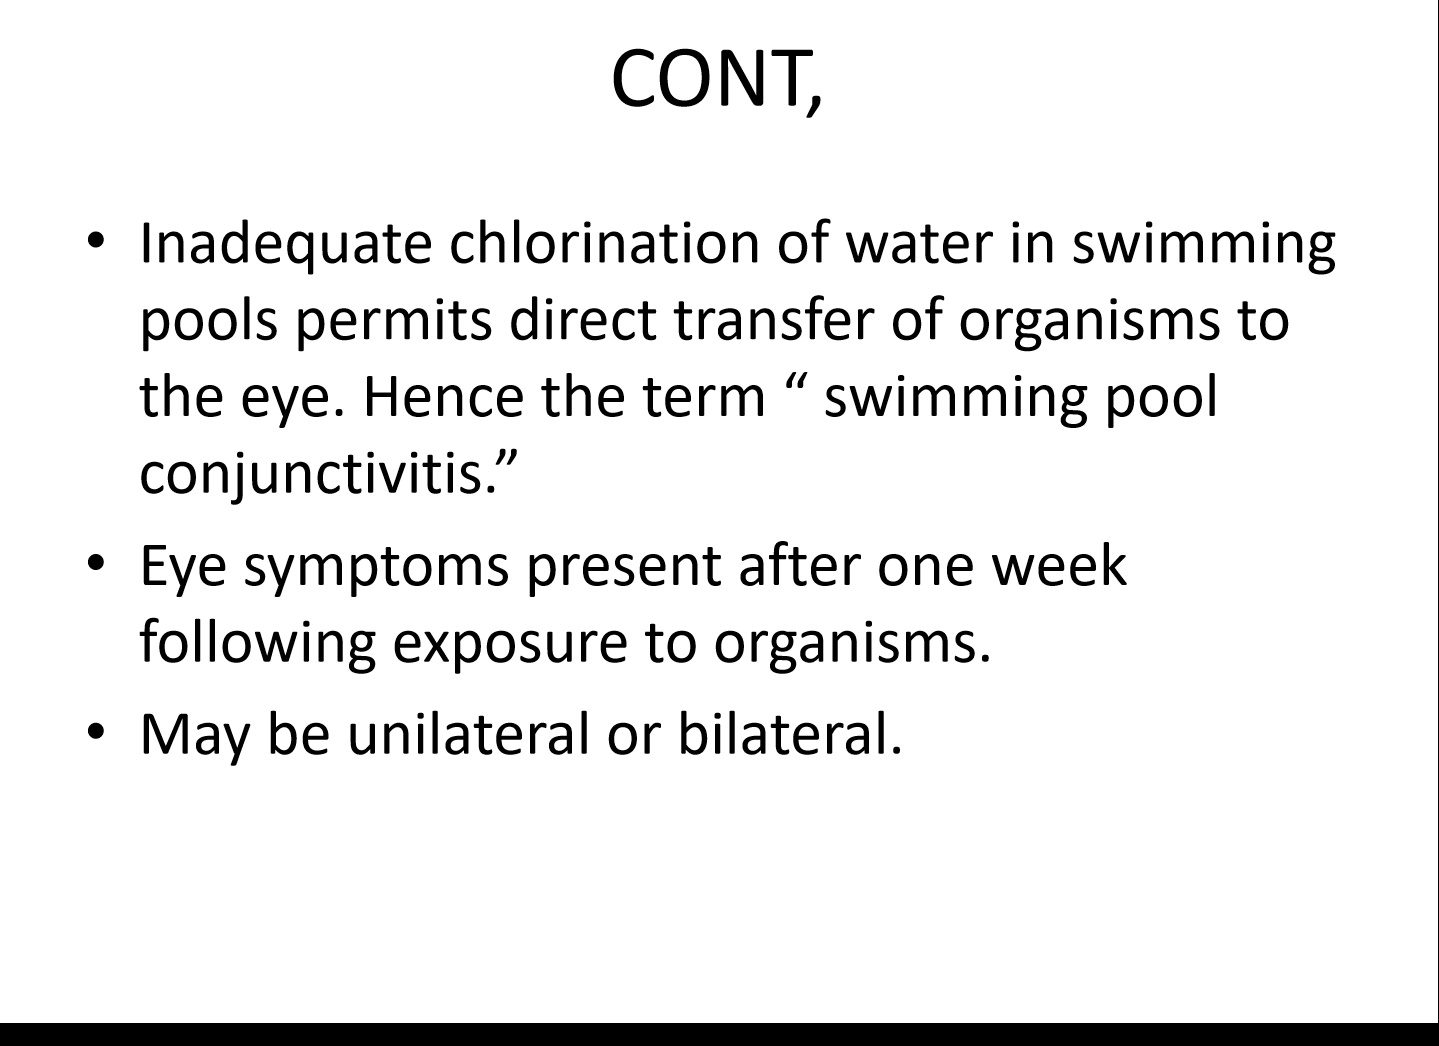 CONT,
• Inadequate chlorination of water in swimming
pools permits direct transfer of organisms to
the eye. Hence the term “ swimming pool
conjunctivitis.”
• Eye symptoms present after one week
following exposure to organisms.
• May be unilateral or bilateral.